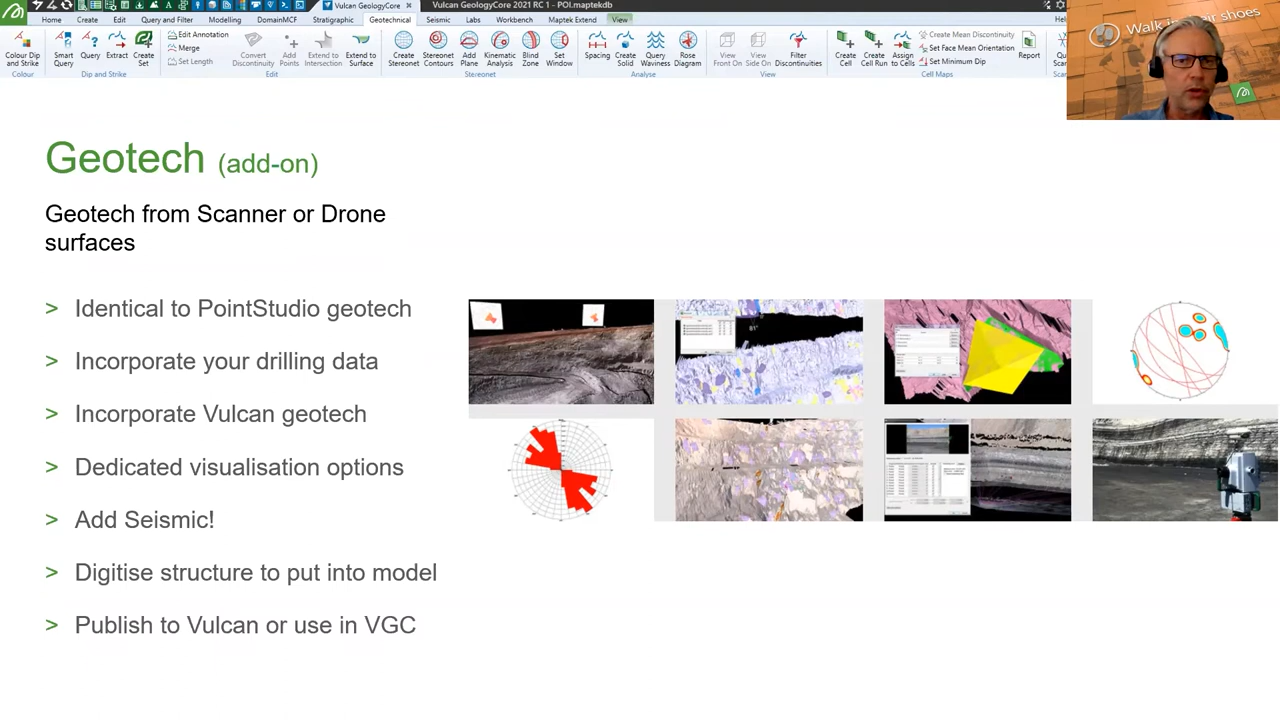 Vulcan GeologyCore
Vulcan GeologyCore 2021 RC 1 - POI.maptekdb
Home Create Edit Query and Filter Modelling DomainMCF Stratigraphic Geotechnical Seismic Labs Workbench Maptek Extend View
Colour Dip and Strike
Smart Query
Query
Extract
Create Set
Edit Annotation
Merge
Set Length
Convert Discontinuity
Add Points
Extend to Intersection
Extend to Surface
Create Stereonet
Stereonet Contours
Add Plane
Kinematic Analysis
Blind Zone
Set Window
Spacing
Create Solid
Query Waviness
Rose Diagram
View Front On
View Side On
Filter Discontinuities
Create Cell
Create Cell Run
Assign to Cells
Create Mean Discontinuity
Set Face Mean Orientation
Set Minimum Dip
Report
Colour Dip and Strike Edit Stereonet Analyse View Cell Maps
Geotech (add-on)
Geotech from Scanner or Drone
surfaces
> Identical to PointStudio geotech
> Incorporate your drilling data
> Incorporate Vulcan geotech
> Dedicated visualisation options
> Add Seismic!
> Digitise structure to put into model
> Publish to Vulcan or use in VGC
81°
Walk in
shoes